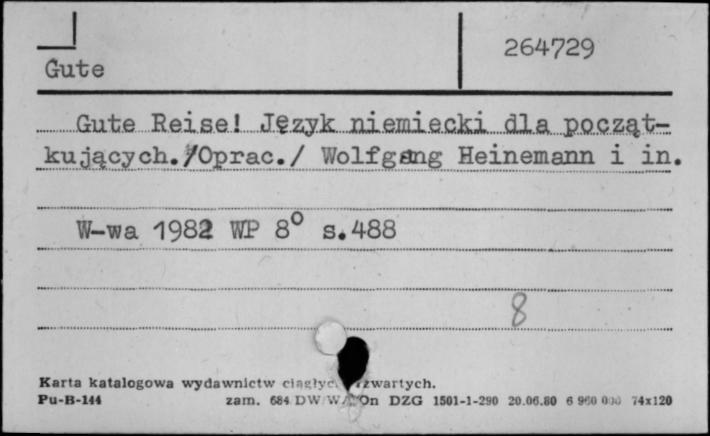 264729
Gute
Gute Reise! Język niemiecki dla począt-
kujących./Oprac./ Wolfgang Heinemann i in.
W-wa 1982 WP 8° s.488
8
Karta katalogowa wydawnictw zwartych.
Pu-B-144 zam. 684 DZG 1501-1-290 20.06.80 74x120